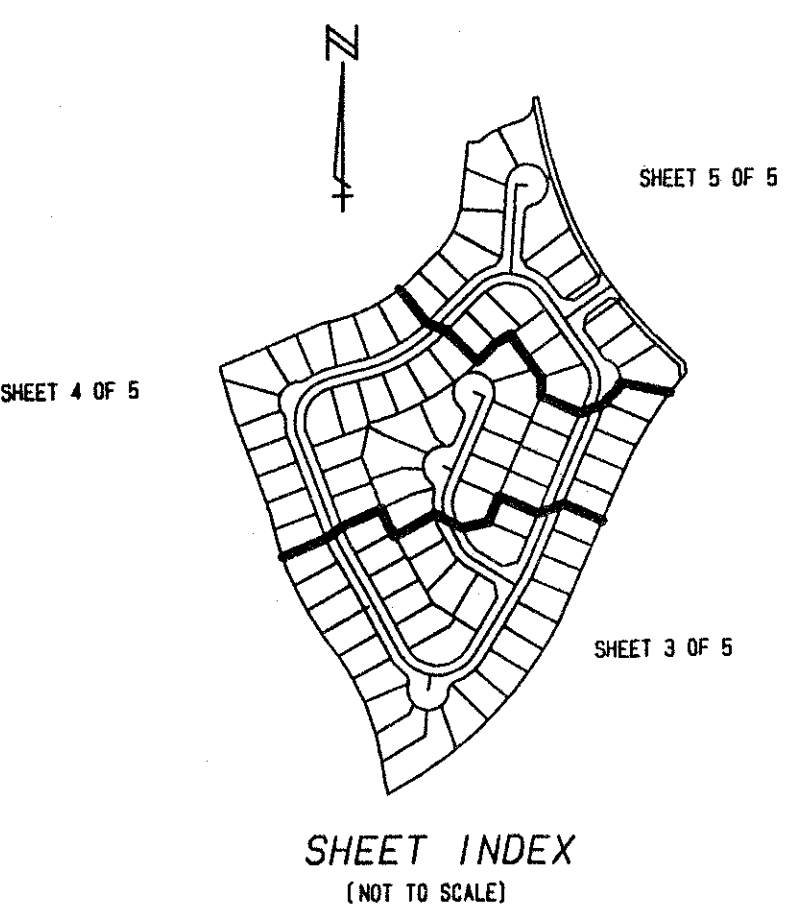 N
SHEET 5 OF 5
SHEET 4 OF 5
SHEET 3 OF 5
SHEET INDEX
(NOT TO SCALE)